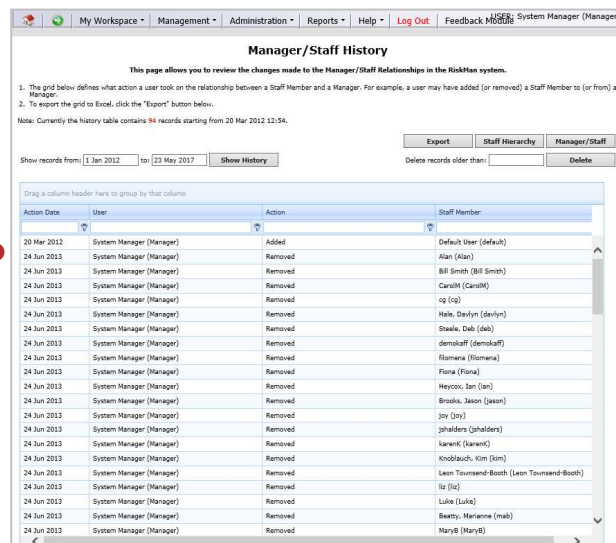 My Workspace Management Administration Reports Help Log Out Feedback Module USER: System Manager (Manager
Manager/Staff History
This page allows you to review the changes made to the Manager/Staff Relationships in the RiskMan system.
1. The grid below defines what action a user took on the relationship between a Staff Member and a Manager. For example, a user may have added (or removed) a Staff Member to (or from) a
Manager.
2. To export the grid to Excel, click the "Export" button below.
Note: Currently the history table contains 94 records starting from 20 Mar 2012 12:54.
Export Staff Hierarchy Manager/Staff
Show records from: 1 Jan 2012 to: 23 May 2017 Show History Delete records older than: Delete
Drag a column header here to group by that column
Action Date User Action Staff Member
20 Mar 2012 System Manager (Manager) Added Default User (default)
24 Jun 2013 System Manager (Manager) Removed Alan (Alan)
24 Jun 2013 System Manager (Manager) Removed Bill Smith (Bill Smith)
24 Jun 2013 System Manager (Manager) Removed CarolM (CarolM)
24 Jun 2013 System Manager (Manager) Removed cg (cg)
24 Jun 2013 System Manager (Manager) Removed Hale, Davlyn (davlyn)
24 Jun 2013 System Manager (Manager) Removed Steele, Deb (deb)
24 Jun 2013 System Manager (Manager) Removed demokaff (demokaff)
24 Jun 2013 System Manager (Manager) Removed filomena (filomena)
24 Jun 2013 System Manager (Manager) Removed Fiona (Fiona)
24 Jun 2013 System Manager (Manager) Removed Heycox, Ian (ian)
24 Jun 2013 System Manager (Manager) Removed Brooks, Jason (jason)
24 Jun 2013 System Manager (Manager) Removed joy (joy)
24 Jun 2013 System Manager (Manager) Removed jshalders (jshalders)
24 Jun 2013 System Manager (Manager) Removed karenK (karenK)
24 Jun 2013 System Manager (Manager) Removed Knoblauch, Kim (kim)
24 Jun 2013 System Manager (Manager) Removed Leon Townsend-Booth (Leon Townsend-Booth)
24 Jun 2013 System Manager (Manager) Removed liz (liz)
24 Jun 2013 System Manager (Manager) Removed Luke (Luke)
24 Jun 2013 System Manager (Manager) Removed Beatty, Marianne (mab)
24 Jun 2013 System Manager (Manager) Removed MaryB (MaryB)